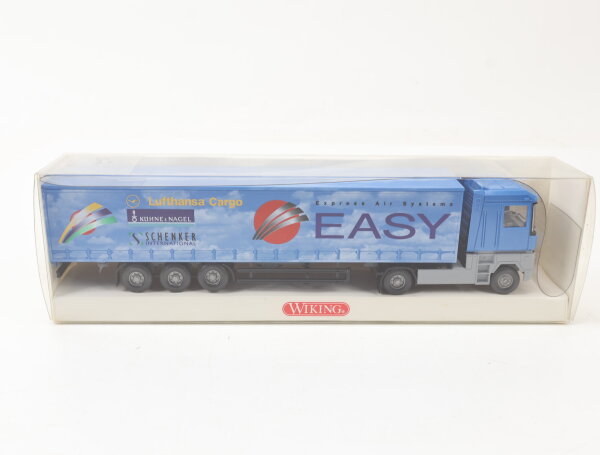 Lufthansa Cargo
KÜHNE & NAGEL
SCHENKER
INTERNATIONAL
Express Air Systems
EASY
WIKING®